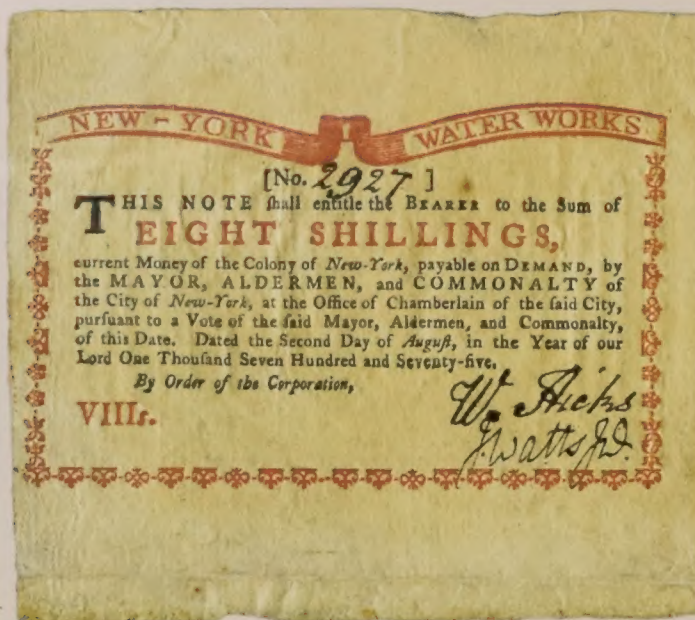 NEW-YORK WATER WORKS
[No. 2927 ]
THIS NOTE ſhall entitle the BEARER to the Sum of
EIGHT SHILLINGS,
current Money of the Colony of New-York, payable on DEMAND, by
the MAYOR, ALDERMEN, and COMMONALTY of
the City of New-York, at the Office of Chamberlain of the ſaid City,
purſuant to a Vote of the ſaid Mayor, Aldermen, and Commonalty,
of this Date. Dated the Second Day of Auguſt, in the Year of our
Lord One Thouſand Seven Hundred and Seventy-five.
By Order of the Corporation,
VIIIs.
W. Hicks
J. Watts Jr.